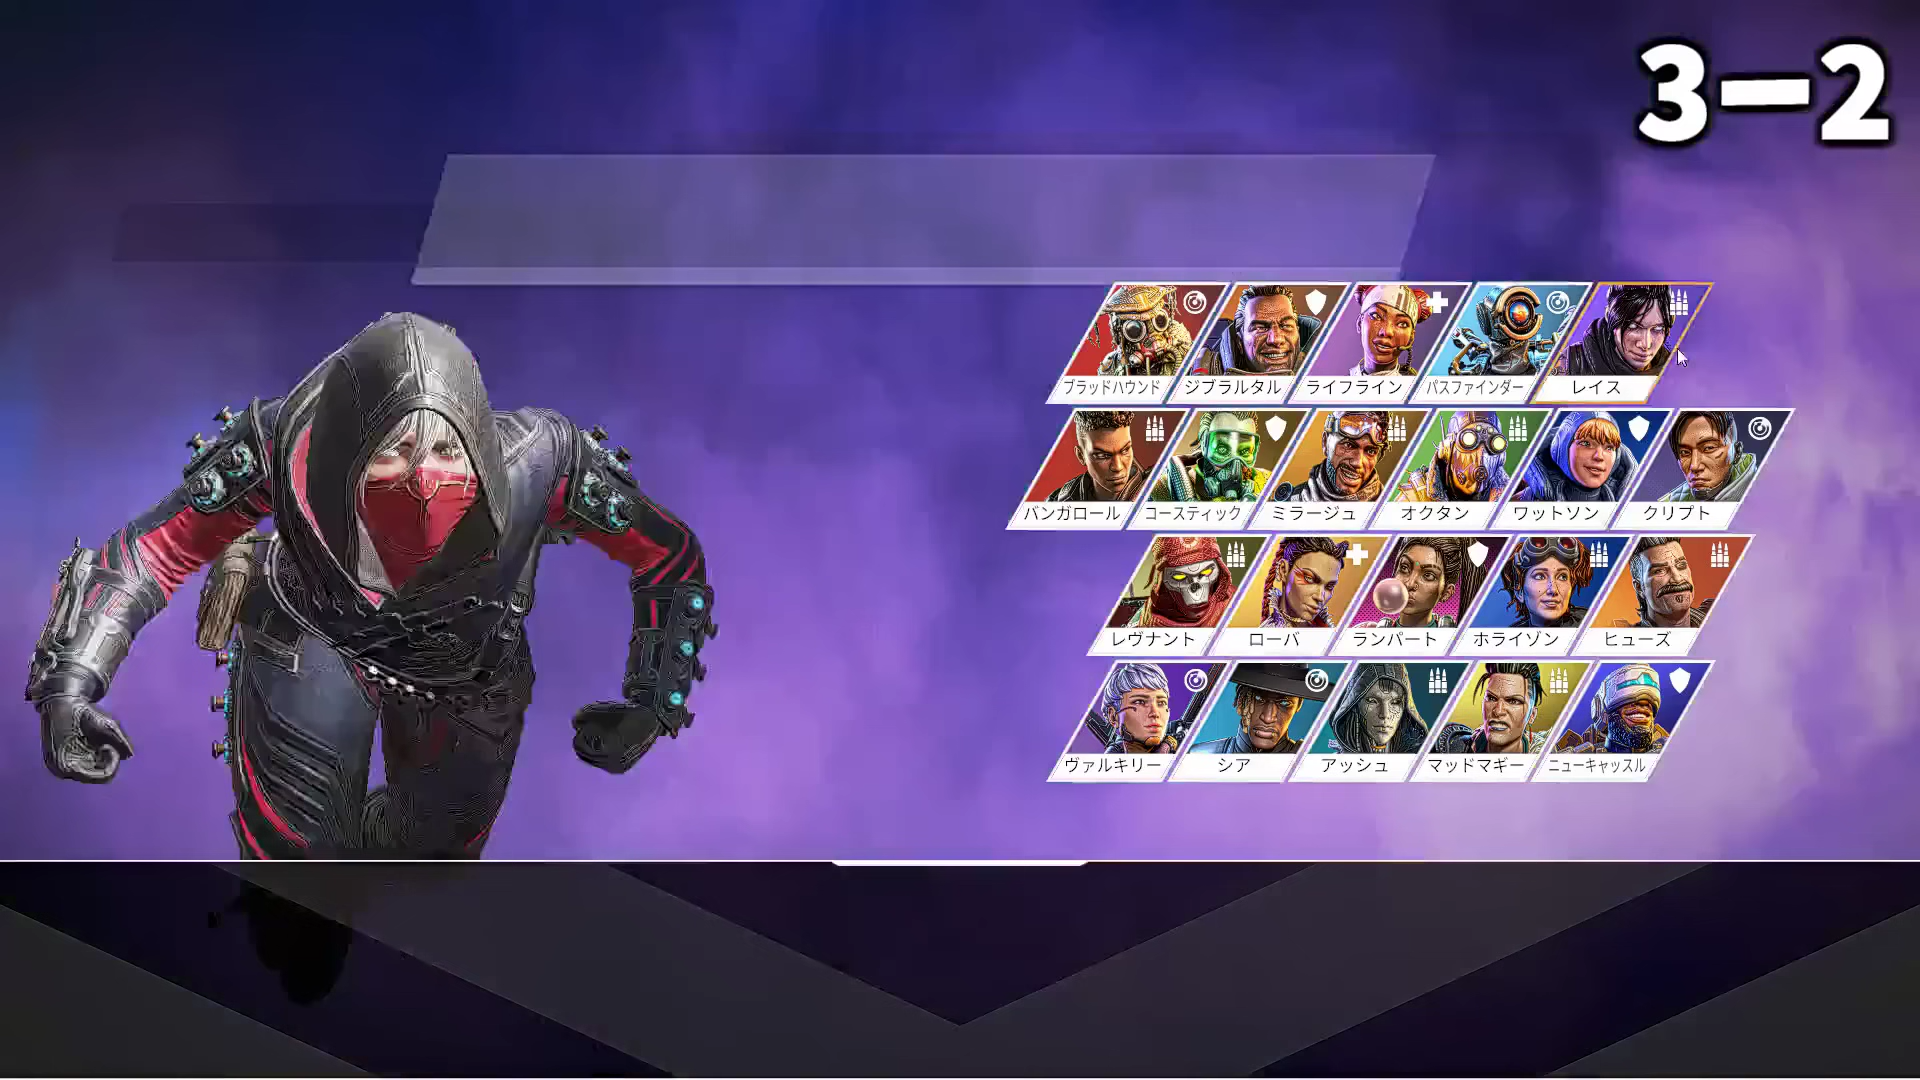 3ー2
ブラッドハウンド ジブラルタル ライフライン パスファインダー レイス
バンガロール コースティック ミラージュ オクタン ワットソン クリプト
レヴナント ローバ ランパート ホライゾン ヒューズ
ヴァルキリー シア アッシュ マッドマギー ニューキャッスル